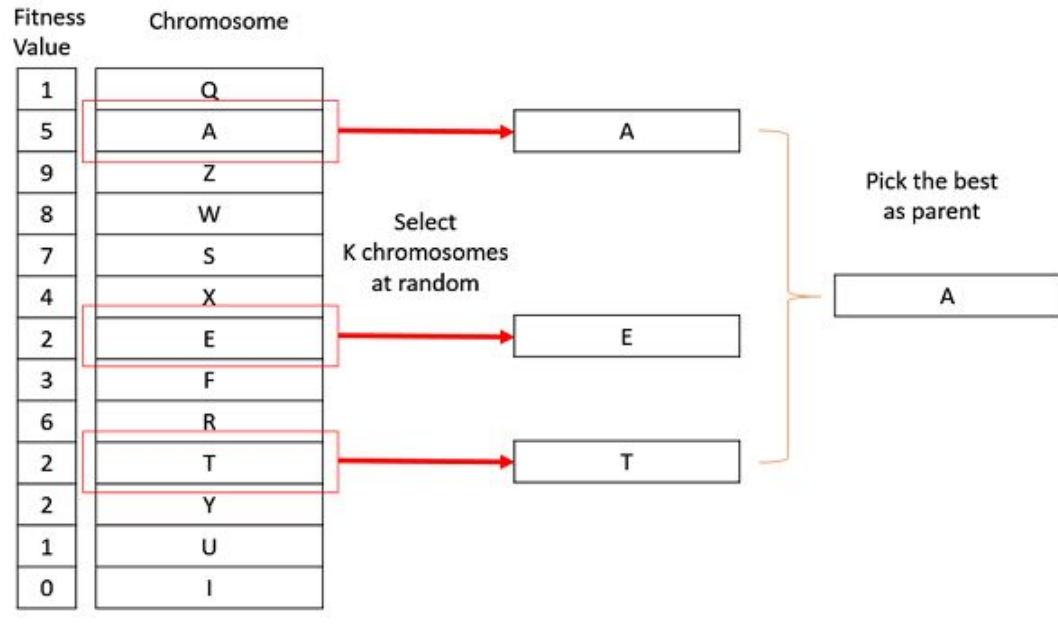 Fitness
Value
Chromosome
1 Q
5 A A
9 Z
8 W
7 S
4 X
2 E E
3 F
6 R
2 T T
2 Y
1 U
0 I
Select
K chromosomes
at random
Pick the best
as parent
A